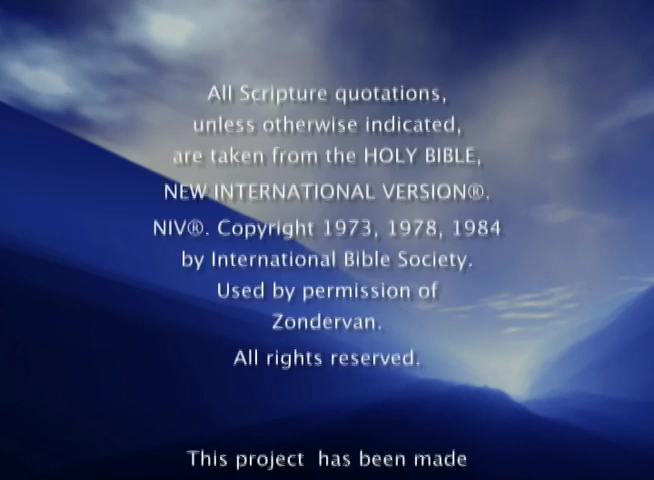 All Scripture quotations,
unless otherwise indicated,
are taken from the HOLY BIBLE,
NEW INTERNATIONAL VERSION®.
NIV®. Copyright 1973, 1978, 1984
by International Bible Society.
Used by permission of
Zondervan.
All rights reserved.
This project has been made